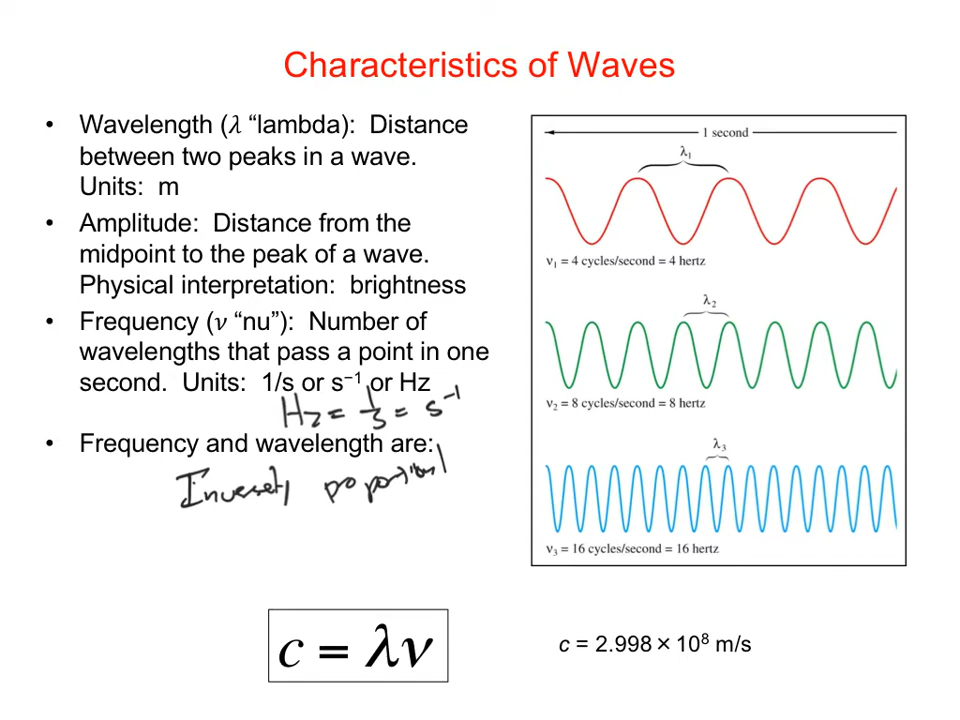 Characteristics of Waves
• Wavelength (λ “lambda): Distance
between two peaks in a wave.
Units: m
• Amplitude: Distance from the
midpoint to the peak of a wave.
Physical interpretation: brightness
• Frequency (ν “nu”): Number of
wavelengths that pass a point in one
second. Units: 1/s or s⁻¹ or Hz
Hz = 1/s = s⁻¹
• Frequency and wavelength are:
Inversely proportional
c = λν
1 second
λ₁
ν₁ = 4 cycles/second = 4 hertz
λ₂
ν₂ = 8 cycles/second = 8 hertz
λ₃
ν₃ = 16 cycles/second = 16 hertz
c = 2.998 × 10⁸ m/s